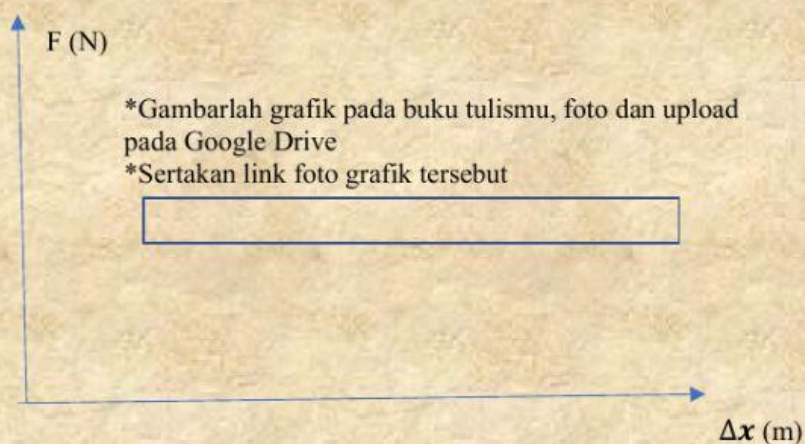 F (N)
*Gambarlah grafik pada buku tulismu, foto dan upload
pada Google Drive
*Sertakan link foto grafik tersebut
Δx (m)